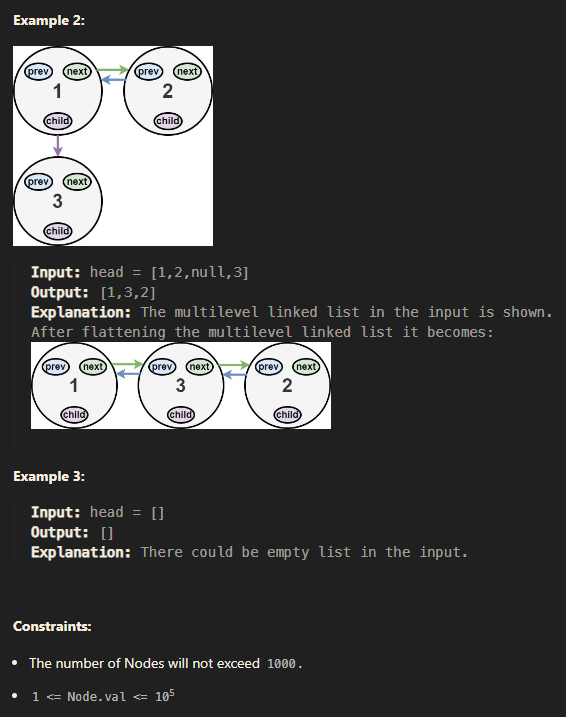 Example 2:
prev next prev next
1 2
child child
prev next
3
child
Input: head = [1,2,null,3]
Output: [1,3,2]
Explanation: The multilevel linked list in the input is shown.
After flattening the multilevel linked list it becomes:
prev next prev next prev next
1 3 2
child child child
Example 3:
Input: head = []
Output: []
Explanation: There could be empty list in the input.
Constraints:
• The number of Nodes will not exceed 1000.
• 1 <= Node.val <= 10⁵